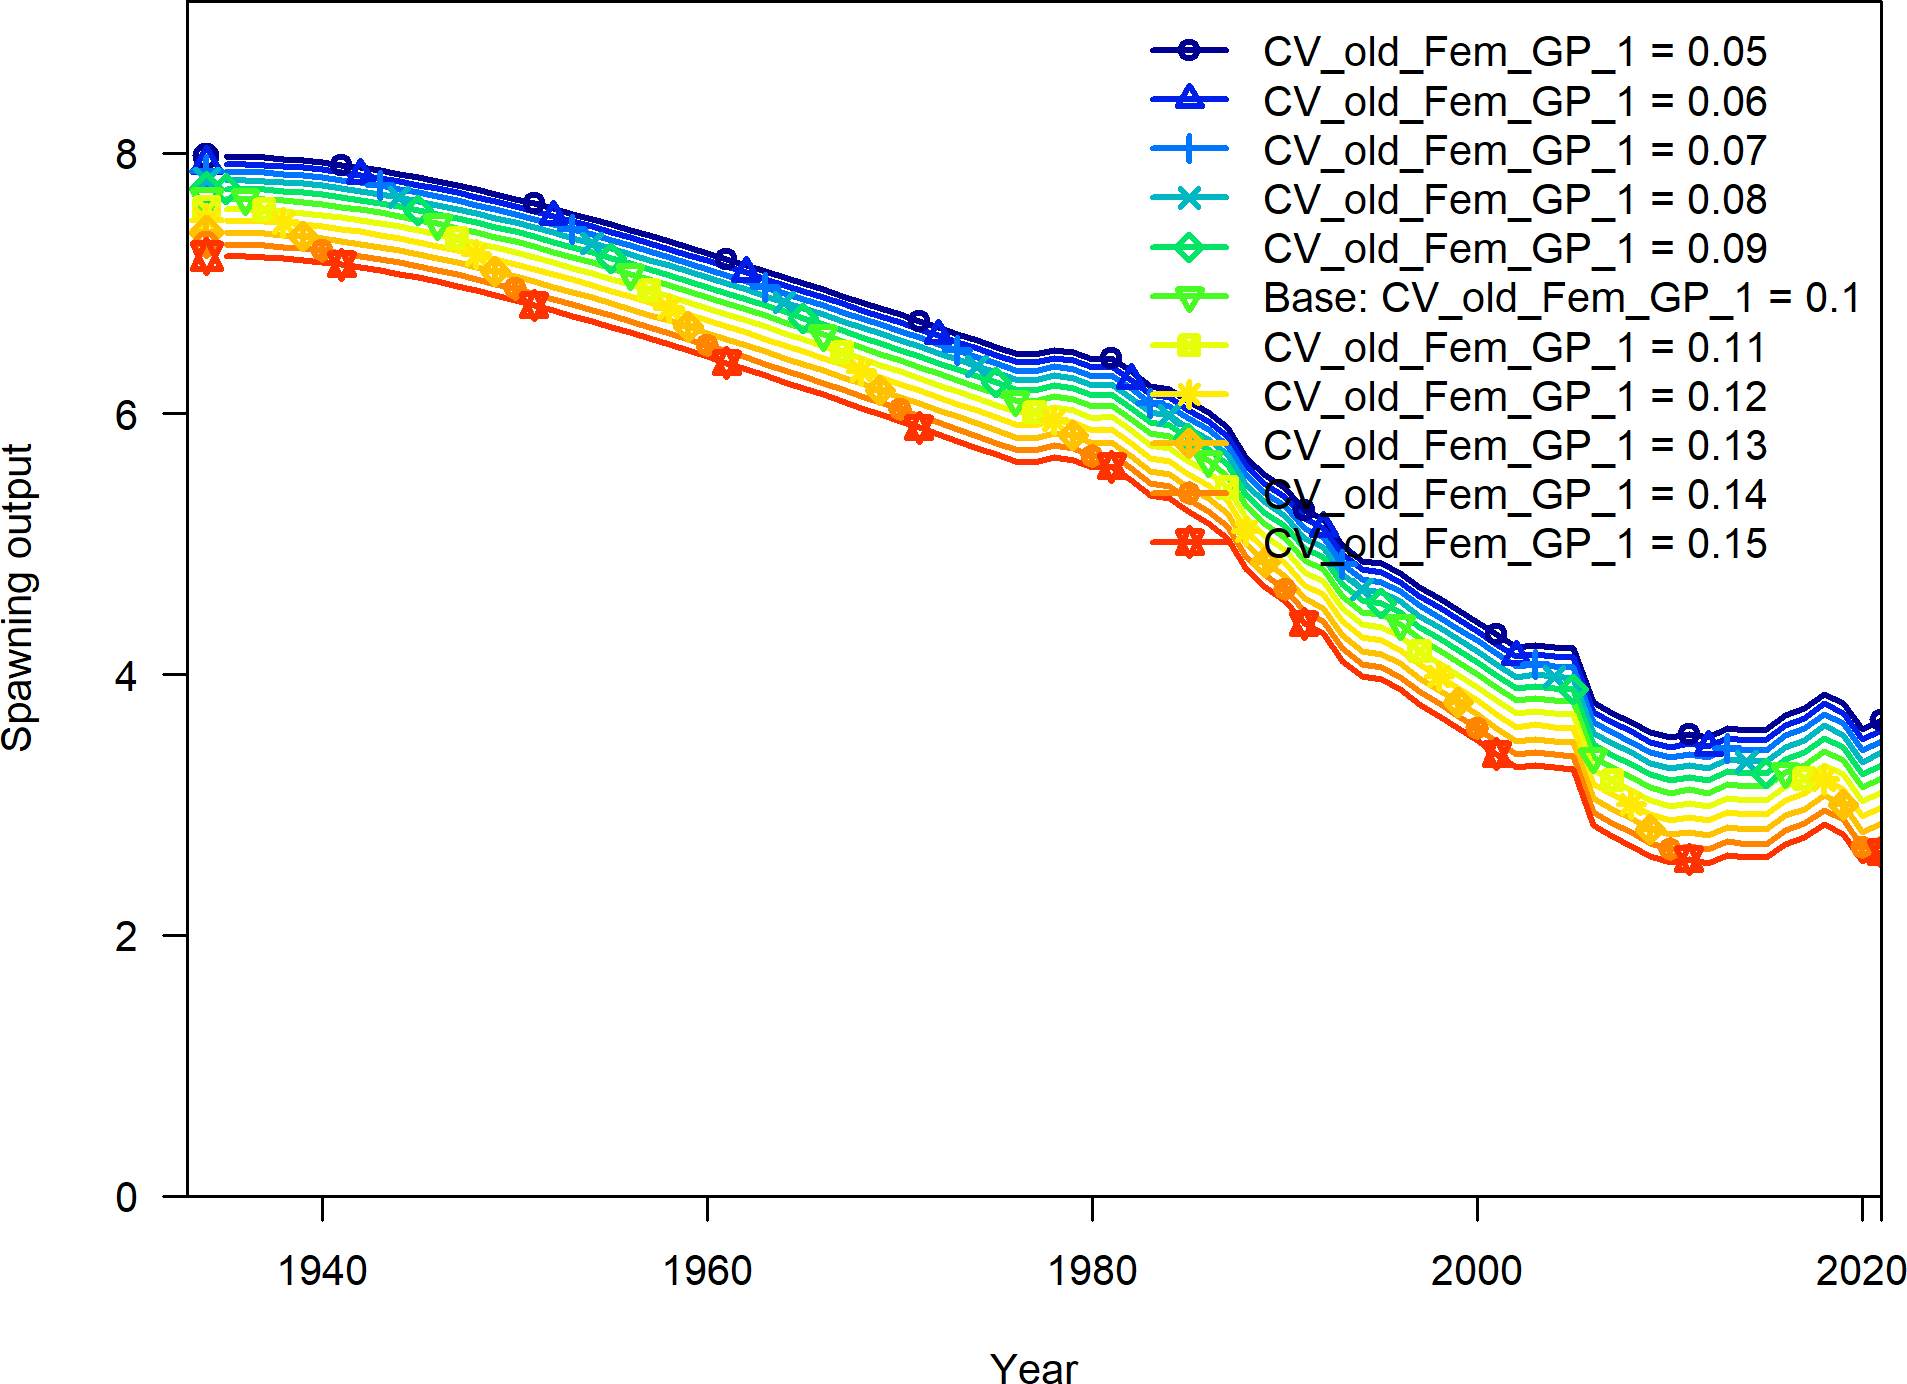 CV_old_Fem_GP_1 = 0.05
CV_old_Fem_GP_1 = 0.06
CV_old_Fem_GP_1 = 0.07
CV_old_Fem_GP_1 = 0.08
CV_old_Fem_GP_1 = 0.09
Base: CV_old_Fem_GP_1 = 0.1
CV_old_Fem_GP_1 = 0.11
CV_old_Fem_GP_1 = 0.12
CV_old_Fem_GP_1 = 0.13
CV_old_Fem_GP_1 = 0.14
CV_old_Fem_GP_1 = 0.15
Spawning output
8
6
4
2
0
1940 1960 1980 2000 2020
Year